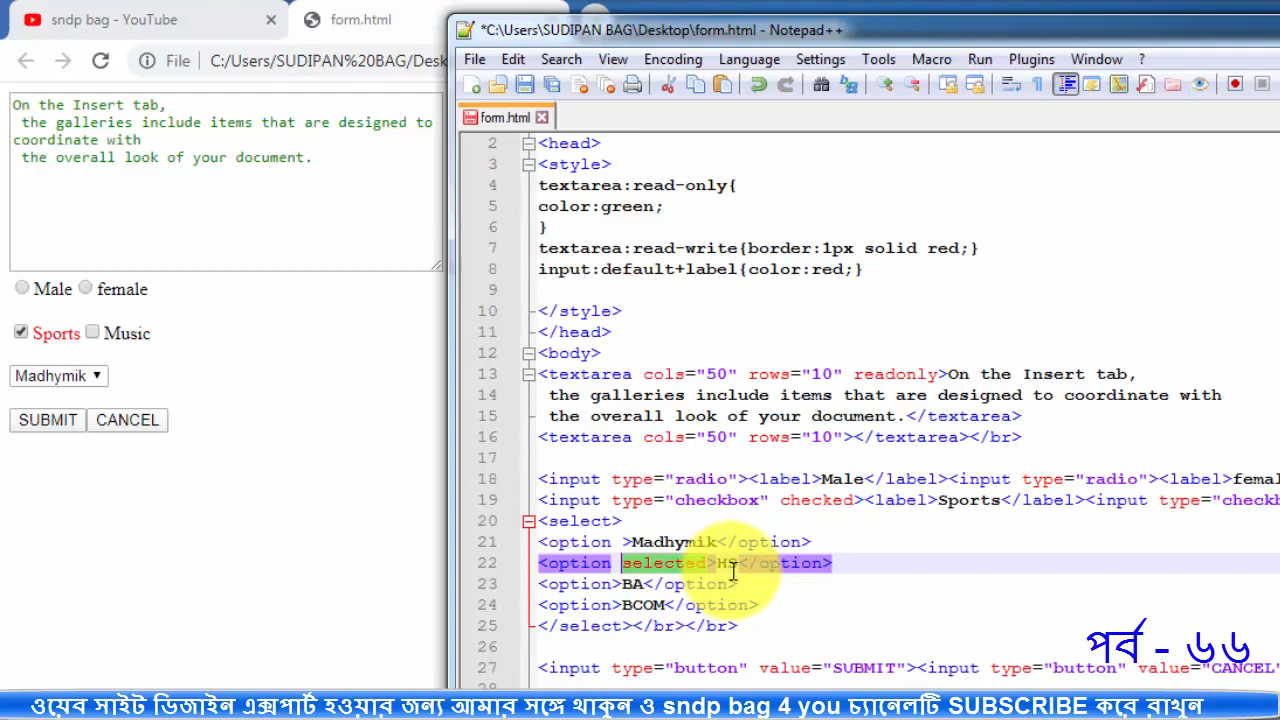 sndp bag - YouTube
form.html
File
C:/Users/SUDIPAN%20BAG/Desk
On the Insert tab,
the galleries include items that are designed to
coordinate with
the overall look of your document.
Male female
Sports Music
Madhymik
SUBMIT CANCEL
*C:\Users\SUDIPAN BAG\Desktop\form.html - Notepad++
File Edit Search View Encoding Language Settings Tools Macro Run Plugins Window ?
form.html
2 <head>
3 <style>
4 textarea:read-only{
5 color:green;
6 }
7 textarea:read-write{border:1px solid red;}
8 input:default+label{color:red;}
9
10 </style>
11 </head>
12 <body>
13 <textarea cols="50" rows="10" readonly>On the Insert tab,
14 the galleries include items that are designed to coordinate with
15 the overall look of your document.</textarea>
16 <textarea cols="50" rows="10"></textarea></br>
17
18 <input type="radio"><label>Male</label><input type="radio"><label>fema
19 <input type="checkbox" checked><label>Sports</label><input type="check
20 <select>
21 <option >Madhymik</option>
22 <option selected>HS</option>
23 <option>BA</option>
24 <option>BCOM</option>
25 </select></br></br>
26
27 <input type="button" value="SUBMIT"><input type="button" value="CANCEL"
28
পর্ব - ৬৬
ওয়েব সাইট ডিজাইন এক্সপার্ট হওয়ার জন্য আমার সঙ্গে থাকুন ও sndp bag 4 you চ্যানেলটি SUBSCRIBE করে রাখুন